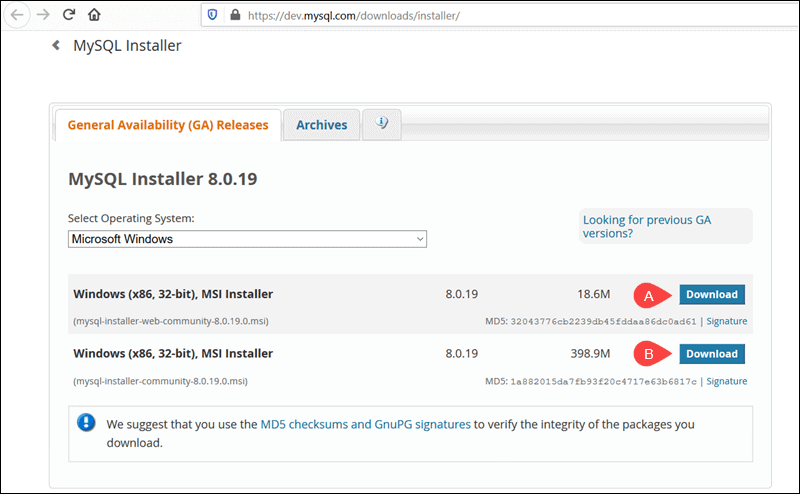 https://dev.mysql.com/downloads/installer/
MySQL Installer
General Availability (GA) Releases
Archives
MySQL Installer 8.0.19
Select Operating System:
Microsoft Windows
Looking for previous GA
versions?
Windows (x86, 32-bit), MSI Installer 8.0.19 18.6M A Download
(mysql-installer-web-community-8.0.19.0.msi) MD5: 32043776cb2239db45fddaa86dc0ad61 | Signature
Windows (x86, 32-bit), MSI Installer 8.0.19 398.9M B Download
(mysql-installer-community-8.0.19.0.msi) MD5: 1a882015da7fb93f20c4717e63b6817c | Signature
We suggest that you use the MD5 checksums and GnuPG signatures to verify the integrity of the packages you
download.